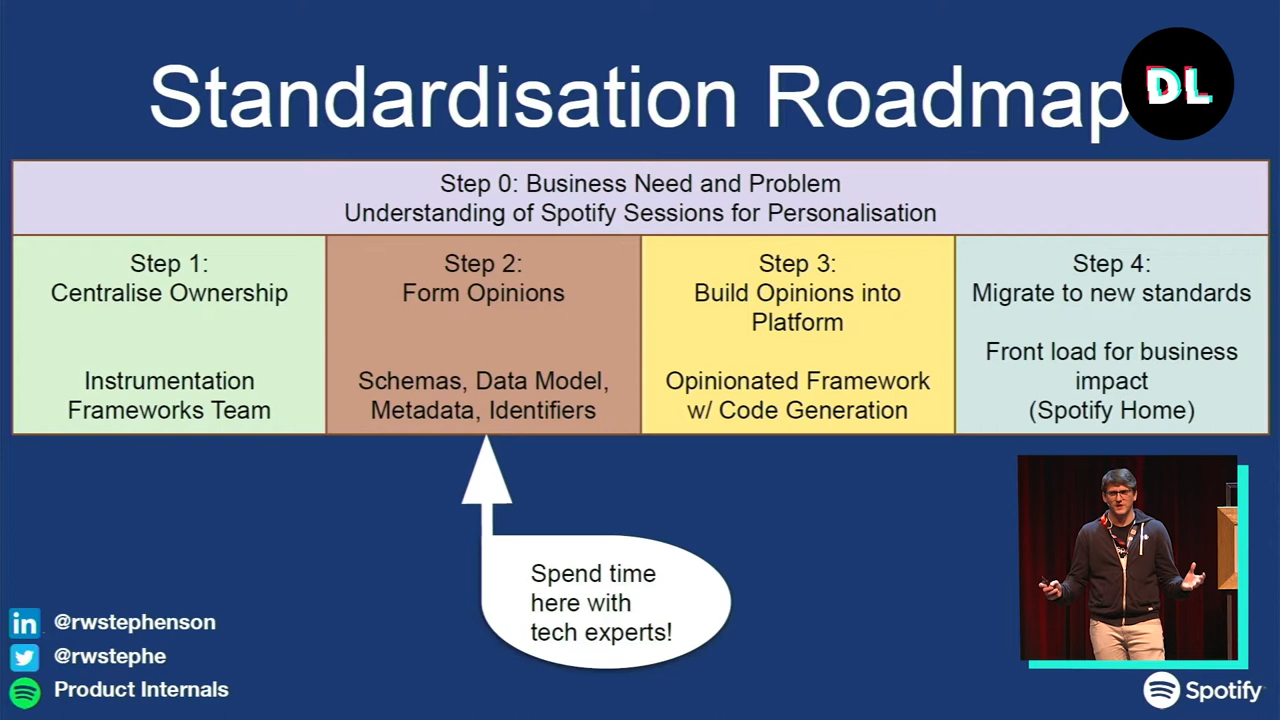 Standardisation Roadmap
DL
Step 0: Business Need and Problem
Understanding of Spotify Sessions for Personalisation
Step 1:
Centralise Ownership
Instrumentation
Frameworks Team
Step 2:
Form Opinions
Schemas, Data Model,
Metadata, Identifiers
Step 3:
Build Opinions into
Platform
Opinionated Framework
w/ Code Generation
Step 4:
Migrate to new standards
Front load for business
impact
(Spotify Home)
Spend time
here with
tech experts!
in @rwstephenson
@rwstephe
Product Internals
Spotify